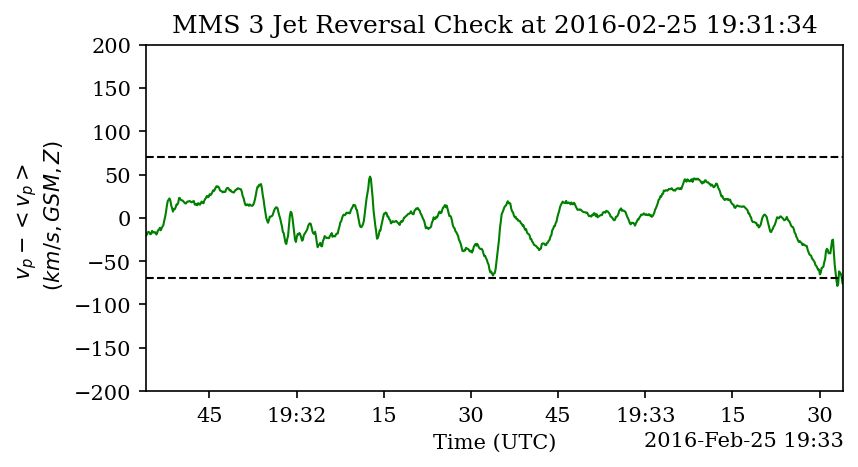 MMS 3 Jet Reversal Check at 2016-02-25 19:31:34
200
150
100
50
0
−50
−100
−150
−200
v_p − < v_p >
(km/s, GSM, Z)
45 19:32 15 30 45 19:33 15 30
Time (UTC)
2016-Feb-25 19:33